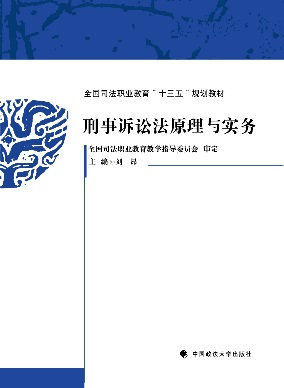 全国司法职业教育“十三五”规划教材
刑事诉讼法原理与实务
全国司法职业教育教学指导委员会 审定
主 编○刘 昂
中国政法大学出版社